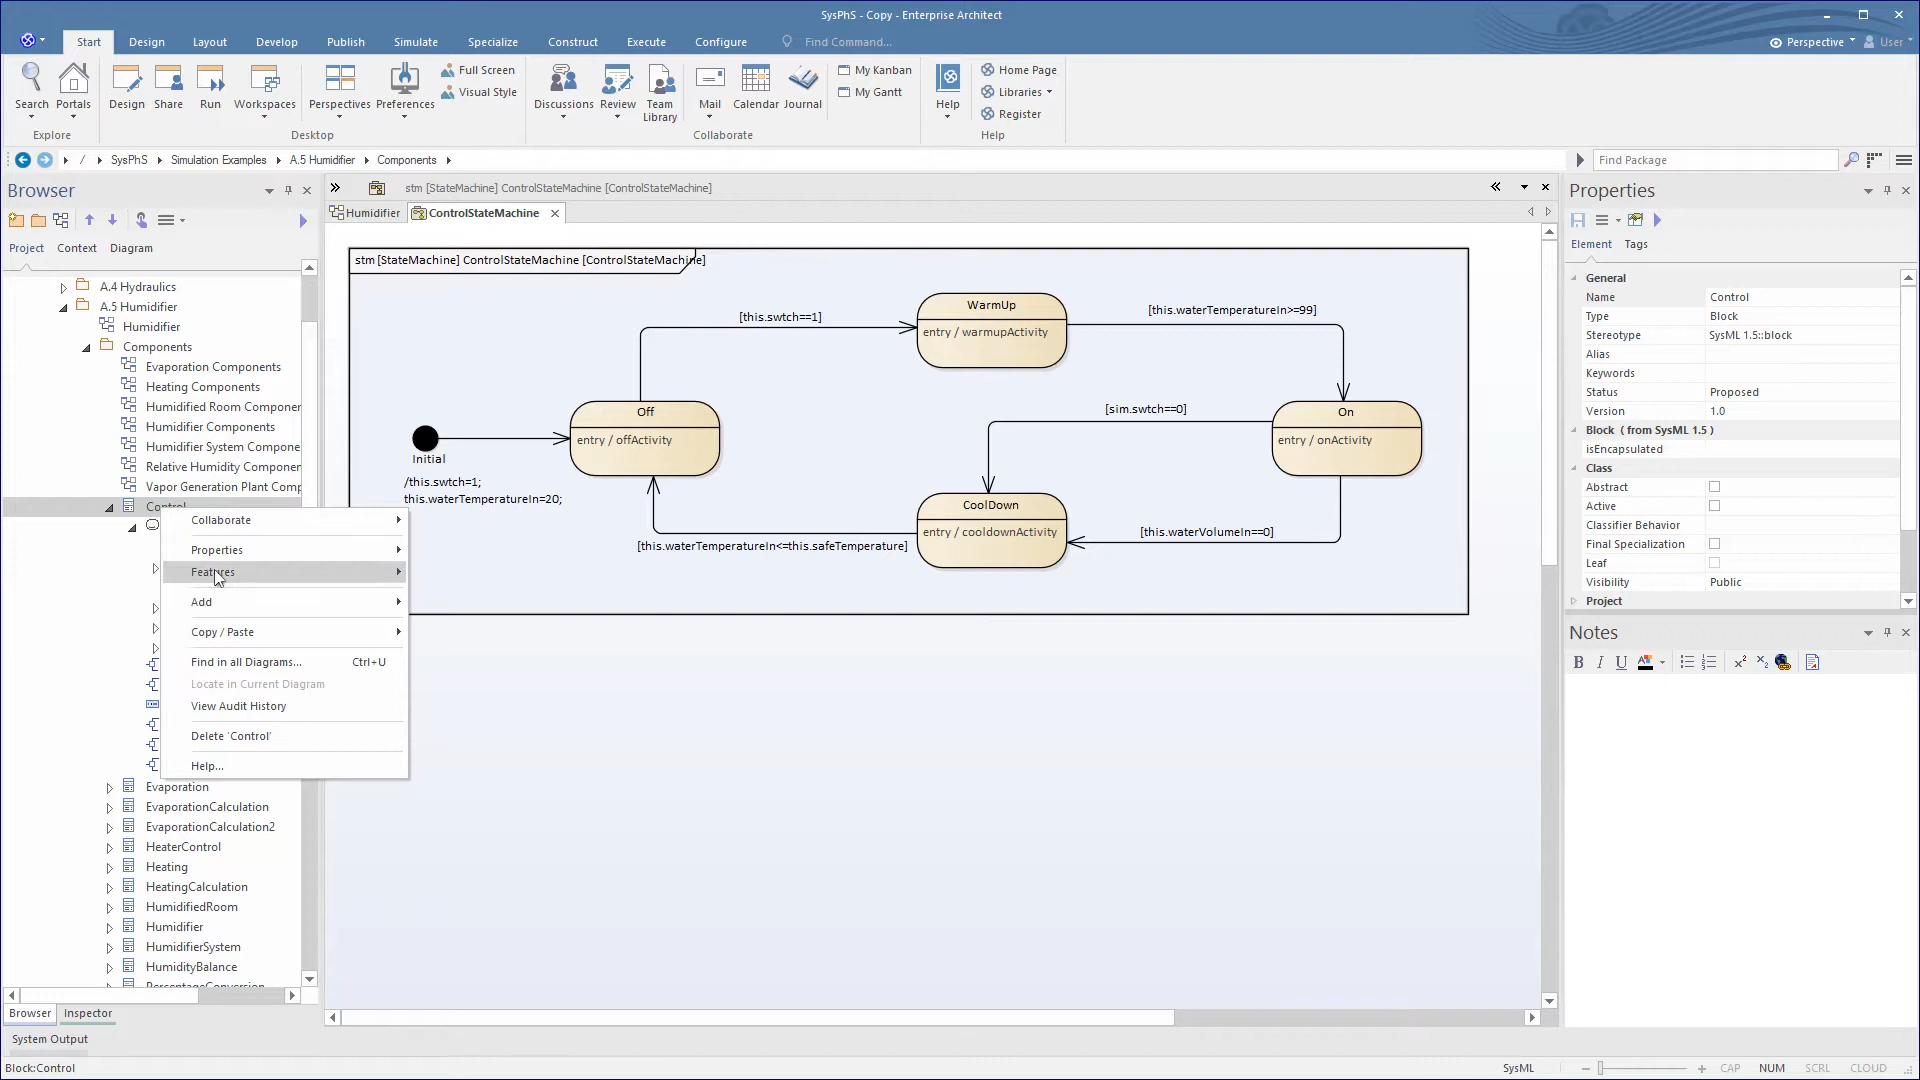 SysPhS - Copy - Enterprise Architect
Start Design Layout Develop Publish Simulate Specialize Construct Execute Configure Find Command... Perspective User
Search Portals Design Share Run Workspaces Perspectives Preferences Full Screen Visual Style Discussions Review Team Library Mail Calendar Journal My Kanban My Gantt Help Home Page Libraries Register
Explore Desktop Collaborate Help
/ SysPhS Simulation Examples A.5 Humidifier Components Find Package
Browser
Project Context Diagram
A.4 Hydraulics
A.5 Humidifier
Humidifier
Components
Evaporation Components
Heating Components
Humidified Room Componer
Humidifier Components
Humidifier System Compone
Relative Humidity Componen
Vapor Generation Plant Comp
Control
Collaborate
Properties
Features
Add
Copy / Paste
Find in all Diagrams... Ctrl+U
Locate in Current Diagram
View Audit History
Delete 'Control'
Help...
Evaporation
EvaporationCalculation
EvaporationCalculation2
HeaterControl
Heating
HeatingCalculation
HumidifiedRoom
Humidifier
HumidifierSystem
HumidityBalance
PercentageConversion
Browser Inspector
System Output
Block:Control
stm [StateMachine] ControlStateMachine [ControlStateMachine]
Humidifier ControlStateMachine
stm [StateMachine] ControlStateMachine [ControlStateMachine]
[this.swtch==1]
WarmUp
entry / warmupActivity
[this.waterTemperatureIn>=99]
Off
entry / offActivity
[sim.swtch==0]
On
entry / onActivity
Initial
/this.swtch=1;
this.waterTemperatureIn=20;
CoolDown
entry / cooldownActivity
[this.waterVolumeIn==0]
[this.waterTemperatureIn<=this.safeTemperature]
Properties
Element Tags
General
Name Control
Type Block
Stereotype SysML 1.5::block
Alias
Keywords
Status Proposed
Version 1.0
Block ( from SysML 1.5 )
isEncapsulated
Class
Abstract
Active
Classifier Behavior
Final Specialization
Leaf
Visibility Public
Project
Notes
B I U A
SysML CAP NUM SCRL CLOUD